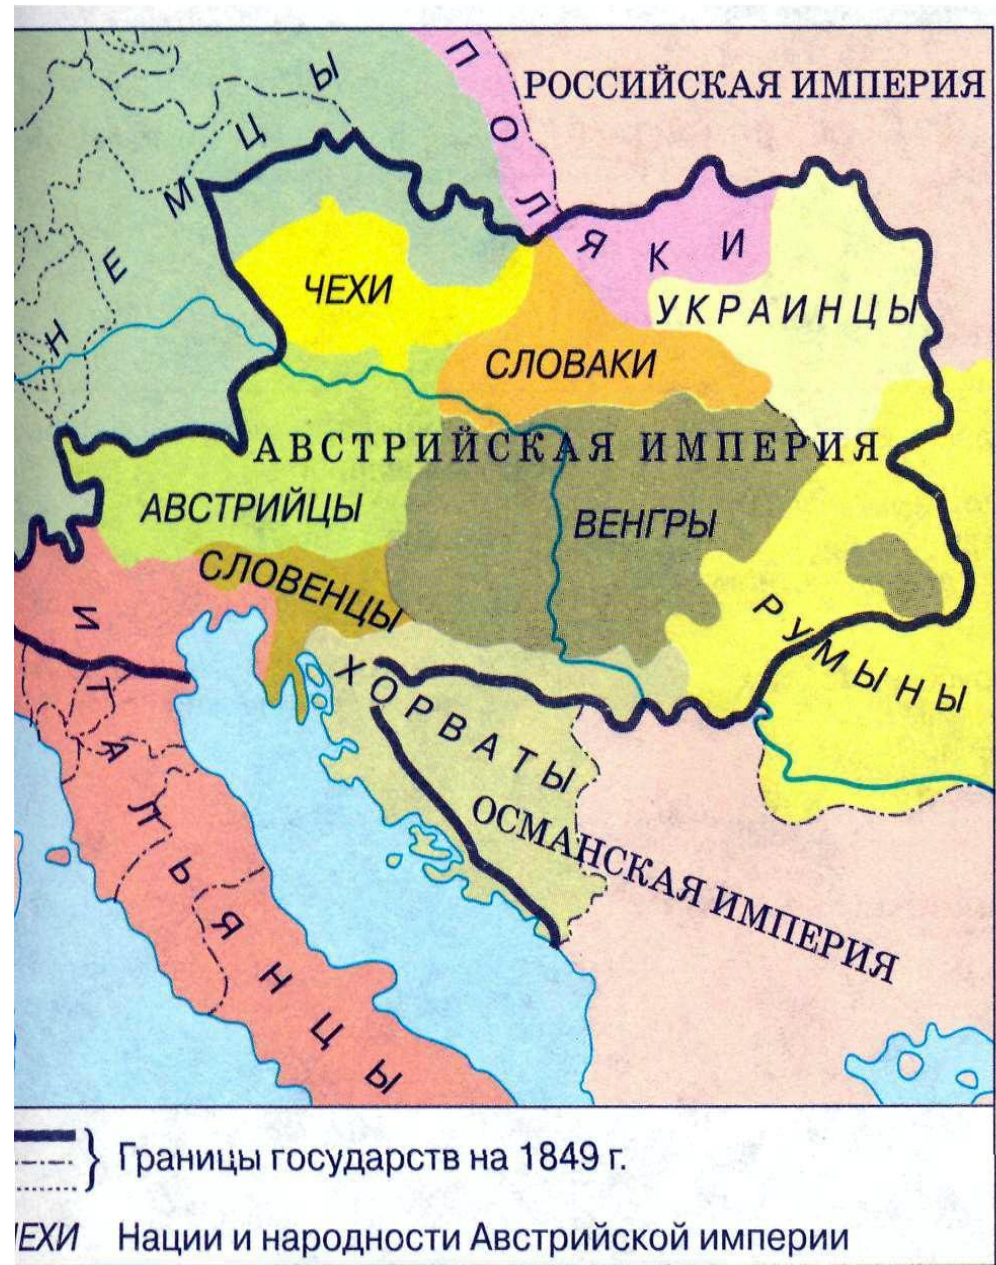 ПОЛЯКИ
РОССИЙСКАЯ ИМПЕРИЯ
НЕМЦЫ
ЧЕХИ
УКРАИНЦЫ
СЛОВАКИ
АВСТРИЙСКАЯ ИМПЕРИЯ
АВСТРИЙЦЫ
ВЕНГРЫ
СЛОВЕНЦЫ
РУМЫНЫ
ХОРВАТЫ
ИТАЛЬЯНЦЫ
ОСМАНСКАЯ ИМПЕРИЯ
Границы государств на 1849 г.
ЧЕХИ Нации и народности Австрийской империи